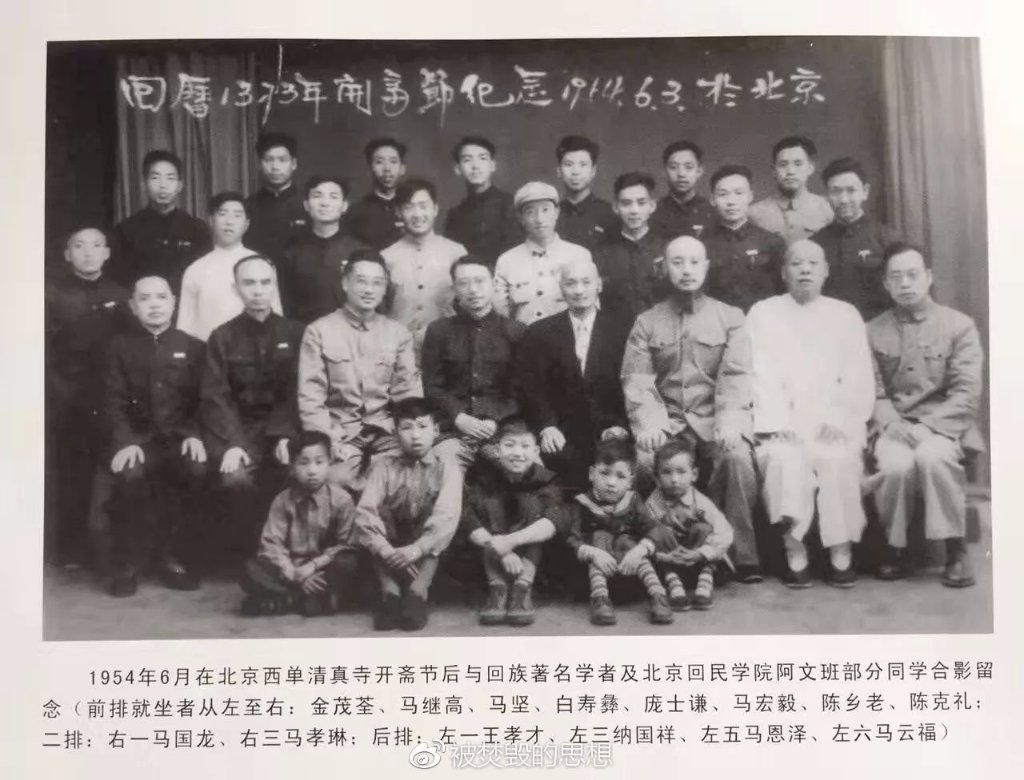 回曆1373年開齋節纪念1954.6.3.於北京
1954年6月在北京西单清真寺开斋节后与回族著名学者及北京回民学院阿文班部分同学合影留
念（前排就坐者从左至右：金茂荃、马继高、马坚、白寿彝、庞士谦、马宏毅、陈乡老、陈克礼；
二排：右一马国龙、右三马孝琳；后排：左一王孝才、左三纳国祥、左五马恩泽、左六马云福）
被焚毁的思想